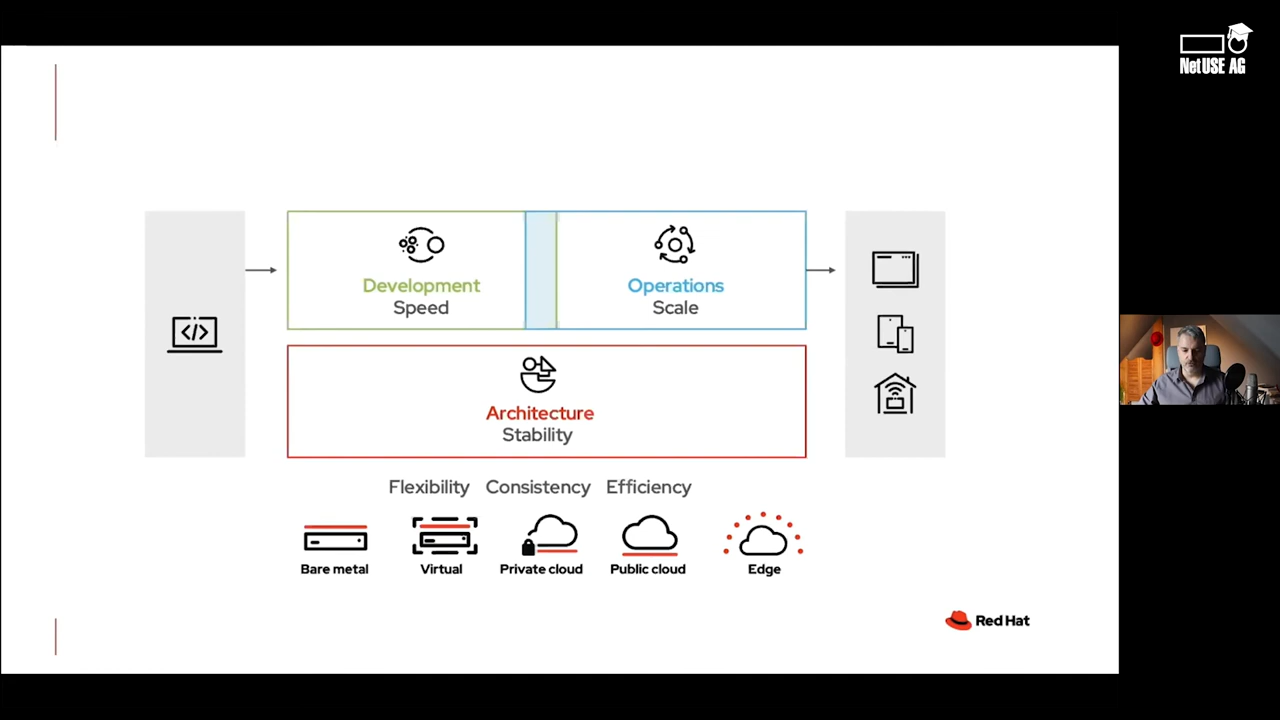 NetUSE AG
Development
Speed
Operations
Scale
</>
Architecture
Stability
Flexibility Consistency Efficiency
Bare metal Virtual Private cloud Public cloud Edge
Red Hat